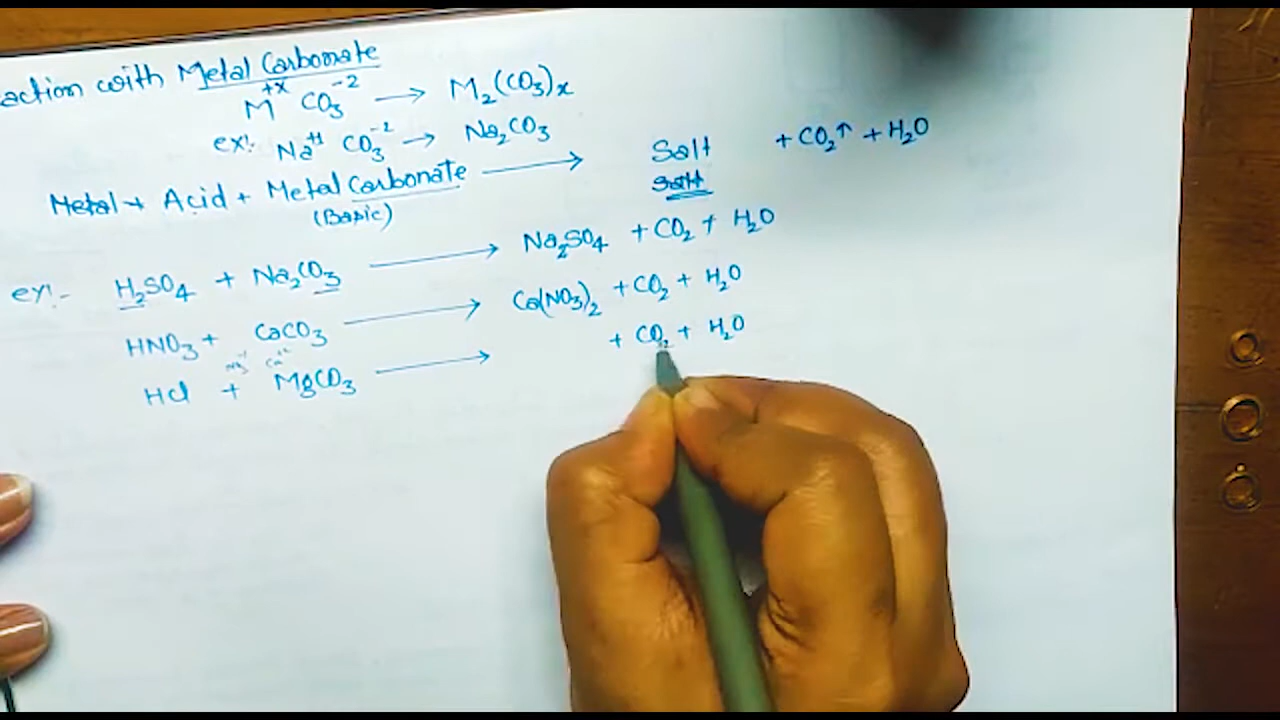 action with Metal Carbonate
M⁺ˣ CO₃⁻² → M₂(CO₃)x
ex!- Na⁺¹ CO₃⁻² → Na₂CO₃
Metal + Acid + Metal Carbonate → Salt + CO₂↑ + H₂O
(Basic) Salt
ex!- H₂SO₄ + Na₂CO₃ → Na₂SO₄ + CO₂ + H₂O
HNO₃ + CaCO₃ → Ca(NO₃)₂ + CO₂ + H₂O
HCl + MgCO₃ → + CO₂ + H₂O